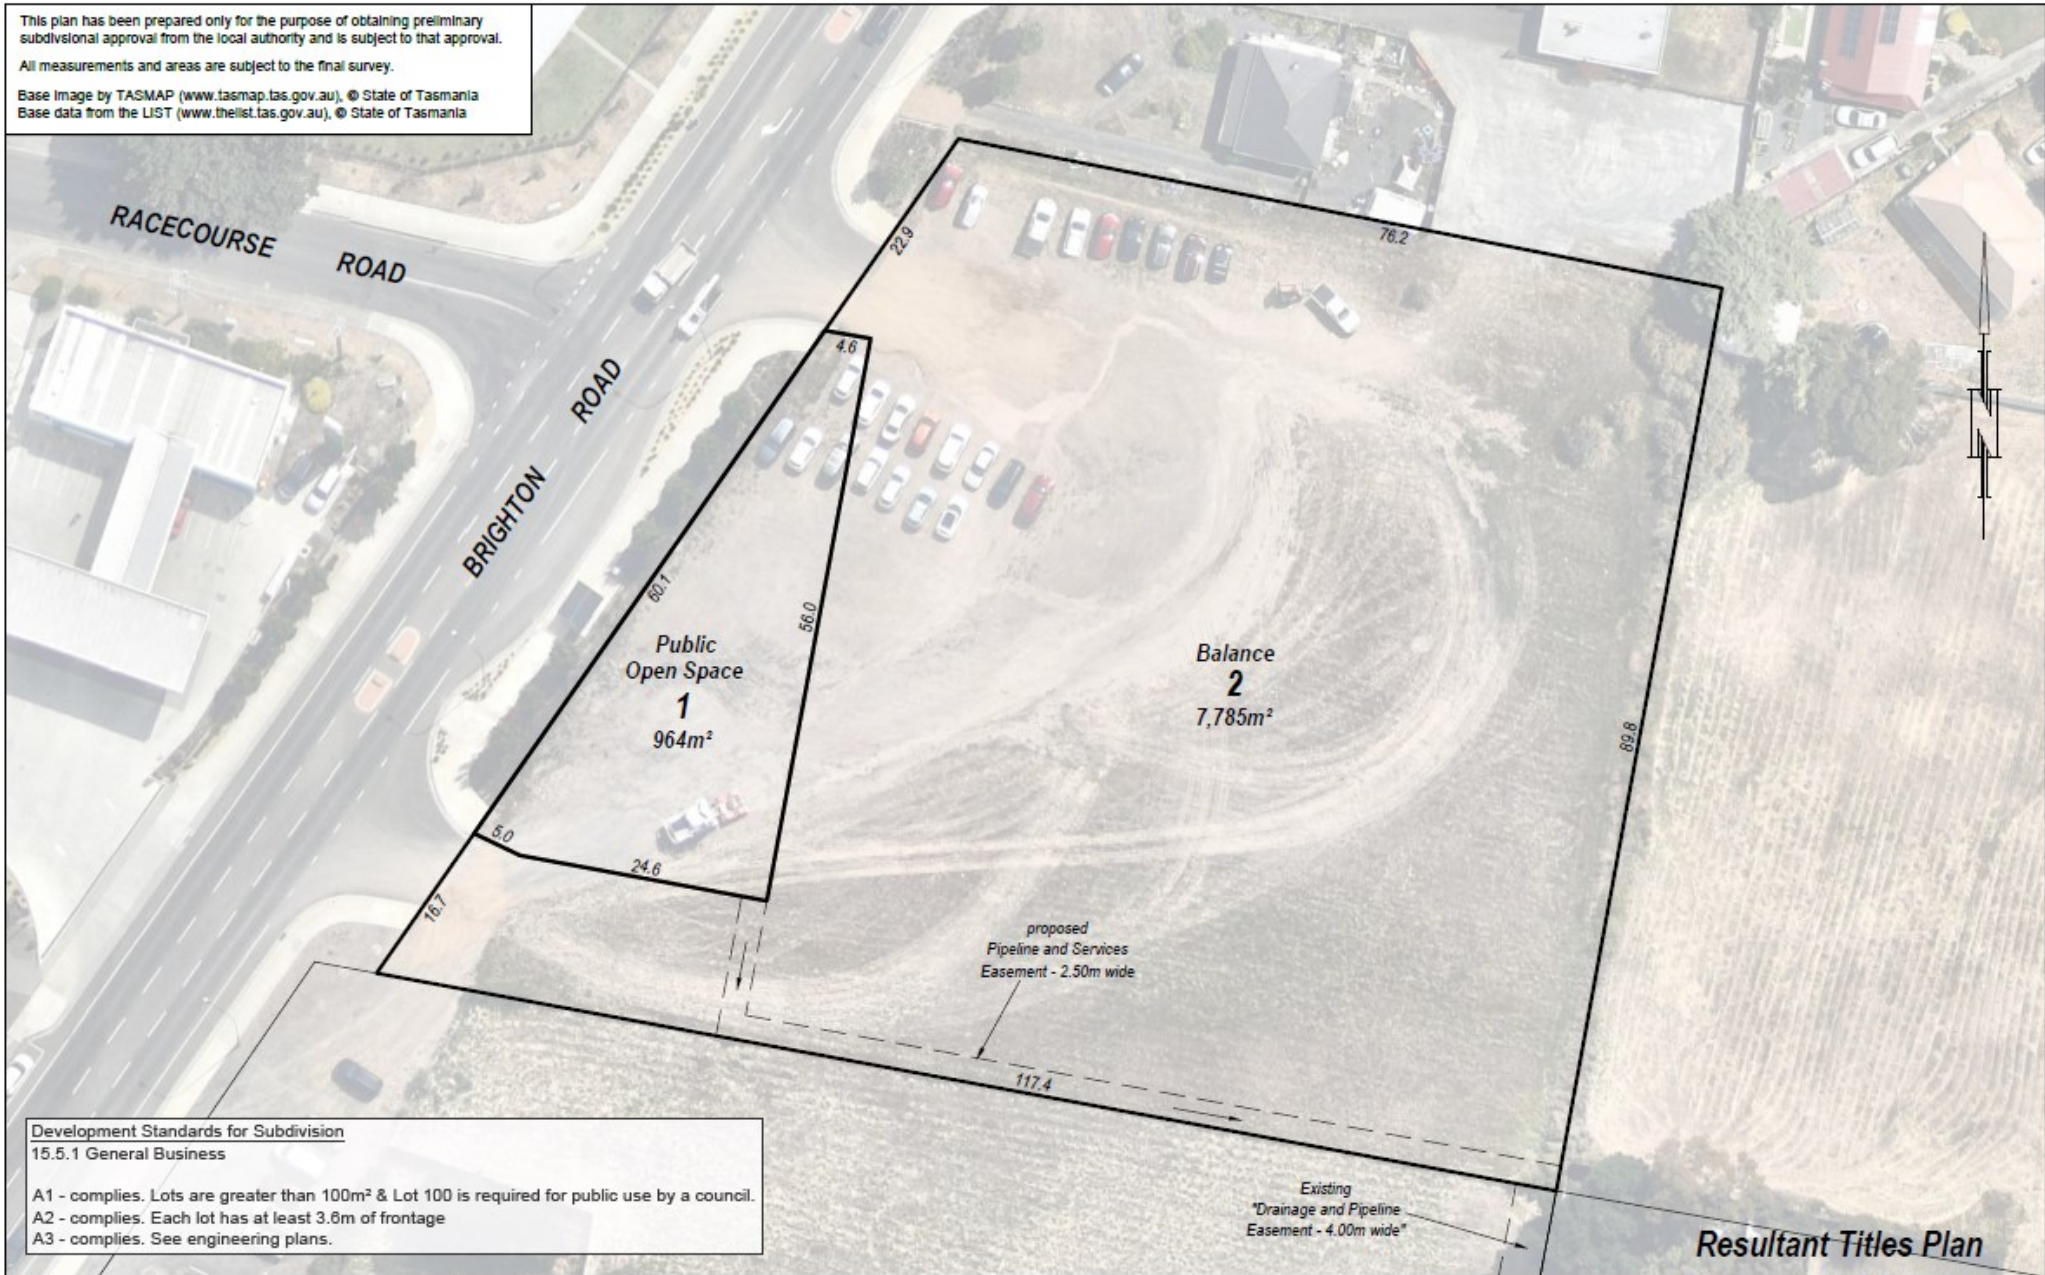 This plan has been prepared only for the purpose of obtaining preliminary
subdivsional approval from the local authority and is subject to that approval.
All measurements and areas are subject to the final survey.
Base image by TASMAP (www.tasmap.tas.gov.au), © State of Tasmania
Base data from the LIST (www.thelist.tas.gov.au), © State of Tasmania
RACECOURSE ROAD
BRIGHTON ROAD
22.9
76.2
4.6
60.1
56.0
Public
Open Space
1
964m²
Balance
2
7,785m²
89.8
5.0
24.6
16.7
proposed
Pipeline and Services
Easement - 2.50m wide
117.4
N
Existing
"Drainage and Pipeline
Easement - 4.00m wide"
Development Standards for Subdivision
15.5.1 General Business
A1 - complies. Lots are greater than 100m² & Lot 100 is required for public use by a council.
A2 - complies. Each lot has at least 3.6m of frontage
A3 - complies. See engineering plans.
Resultant Titles Plan